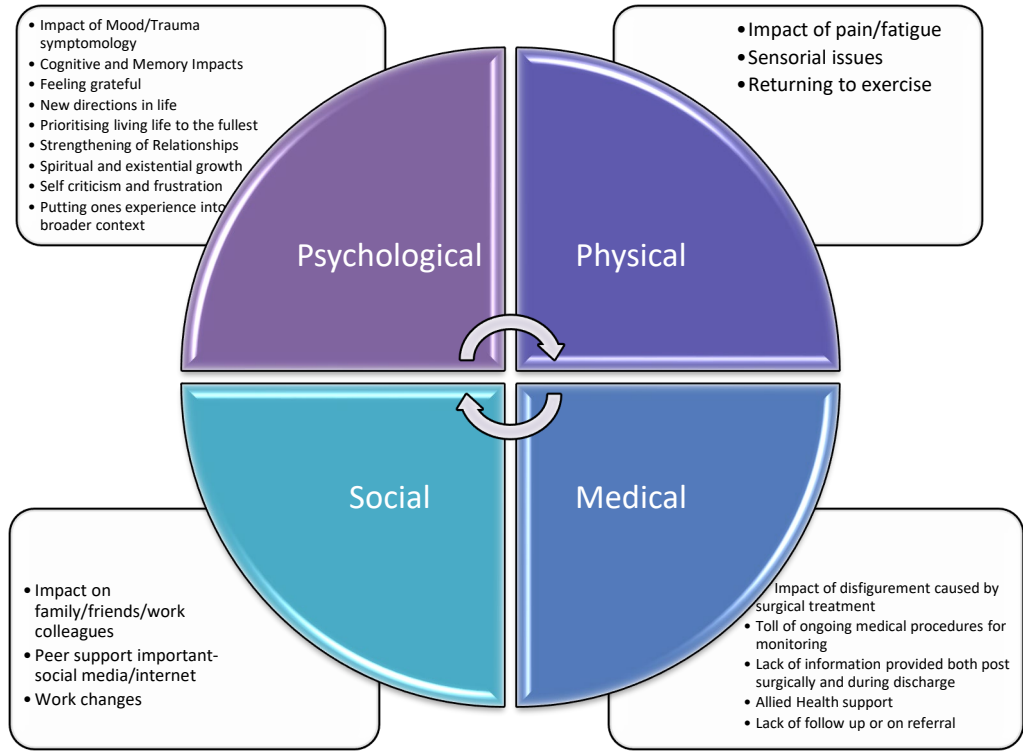 • Impact of Mood/Trauma
symptomology
• Cognitive and Memory Impacts
• Feeling grateful
• New directions in life
• Prioritising living life to the fullest
• Strengthening of Relationships
• Spiritual and existential growth
• Self criticism and frustration
• Putting ones experience into
broader context
• Impact of pain/fatigue
• Sensorial issues
• Returning to exercise
Psychological
Physical
Social
Medical
• Impact on
family/friends/work
colleagues
• Peer support important-
social media/internet
• Work changes
Impact of disfigurement caused by
surgical treatment
• Toll of ongoing medical procedures for
monitoring
• Lack of information provided both post
surgically and during discharge
• Allied Health support
• Lack of follow up or on referral